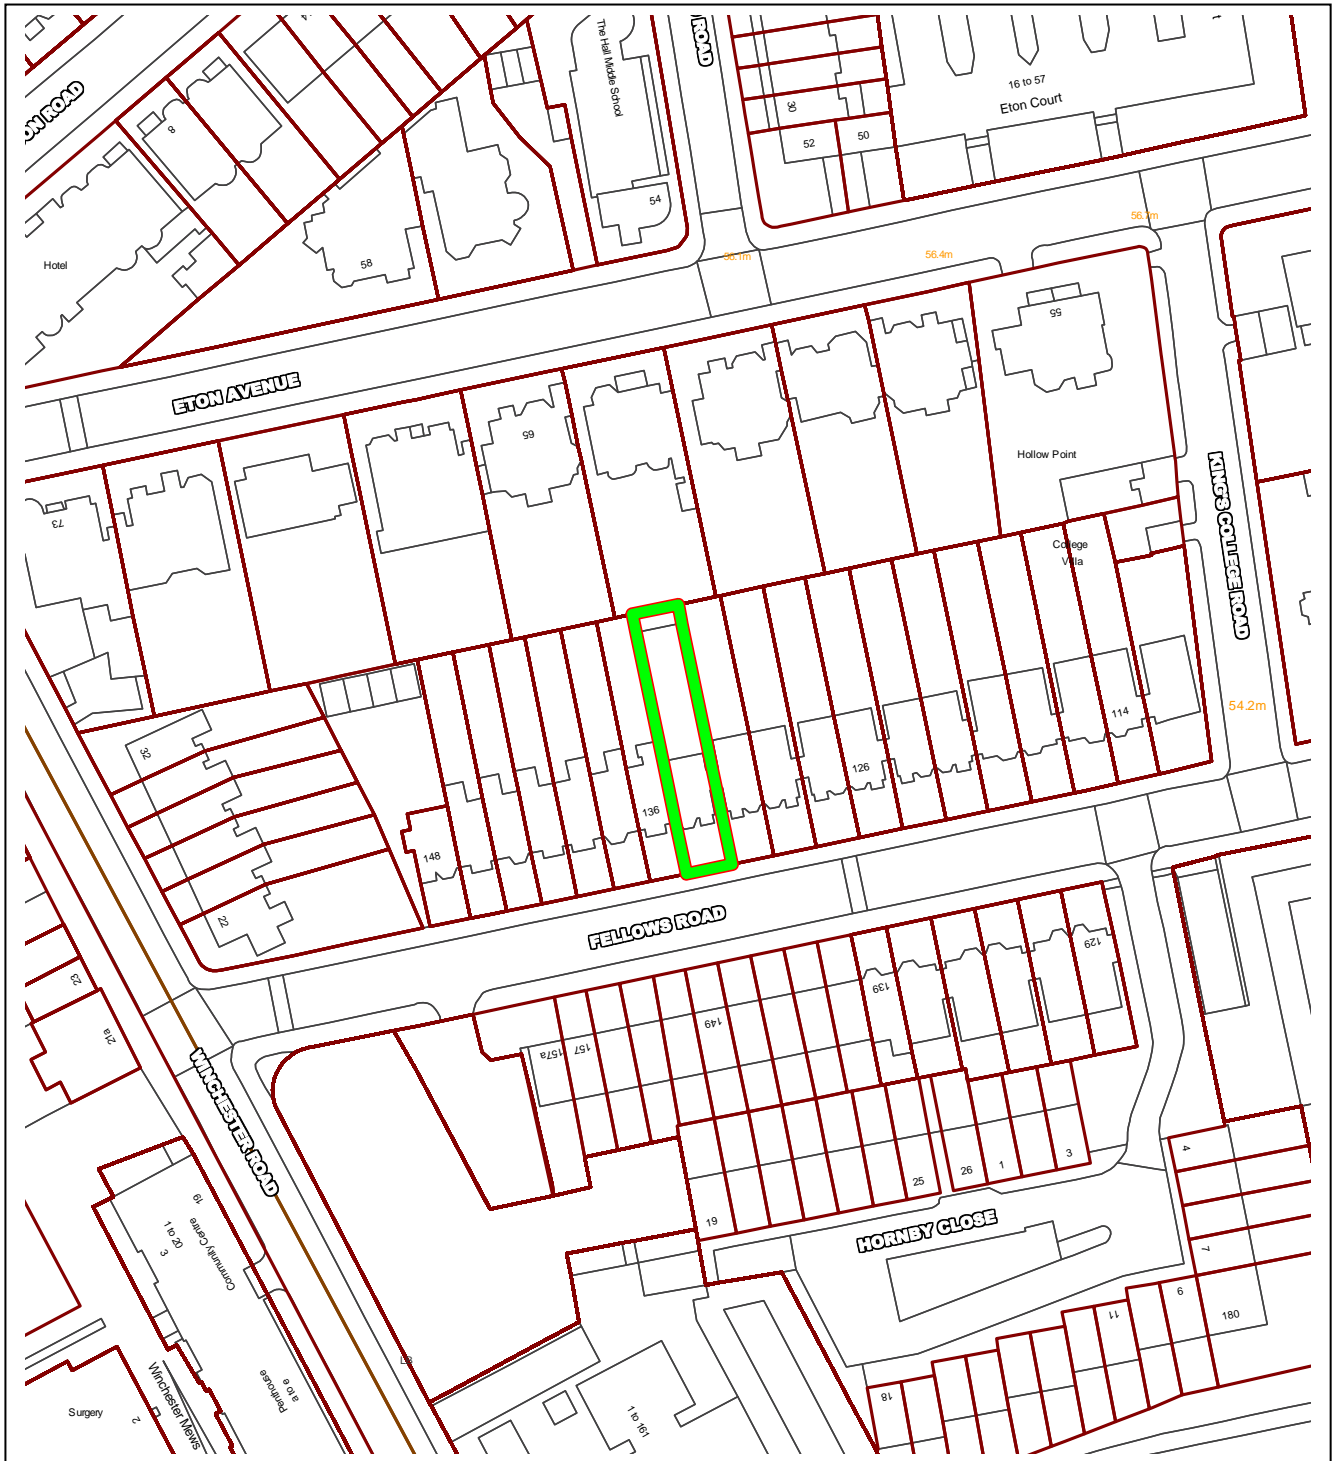 The Hall Middle School
ROAD
16 to 57
Eton Court
30
52
50
ON ROAD
8
54
56.7m
Hotel
58
56.1m
56.4m
55
ETON AVENUE
65
73
Hollow Point
KING'S COLLEGE ROAD
College
Villa
54.2m
32
114
126
136
148
22
FELLOWS ROAD
129
23
139
21a
149
157
157a
WINCHESTER ROAD
4
3
1
26
25
19
19
1 to 20
3
Community Centre
HORNBY CLOSE
7
9
11
180
LB
Penthouse
a to e
18
Winchester Mews
Surgery
2
1 to 161